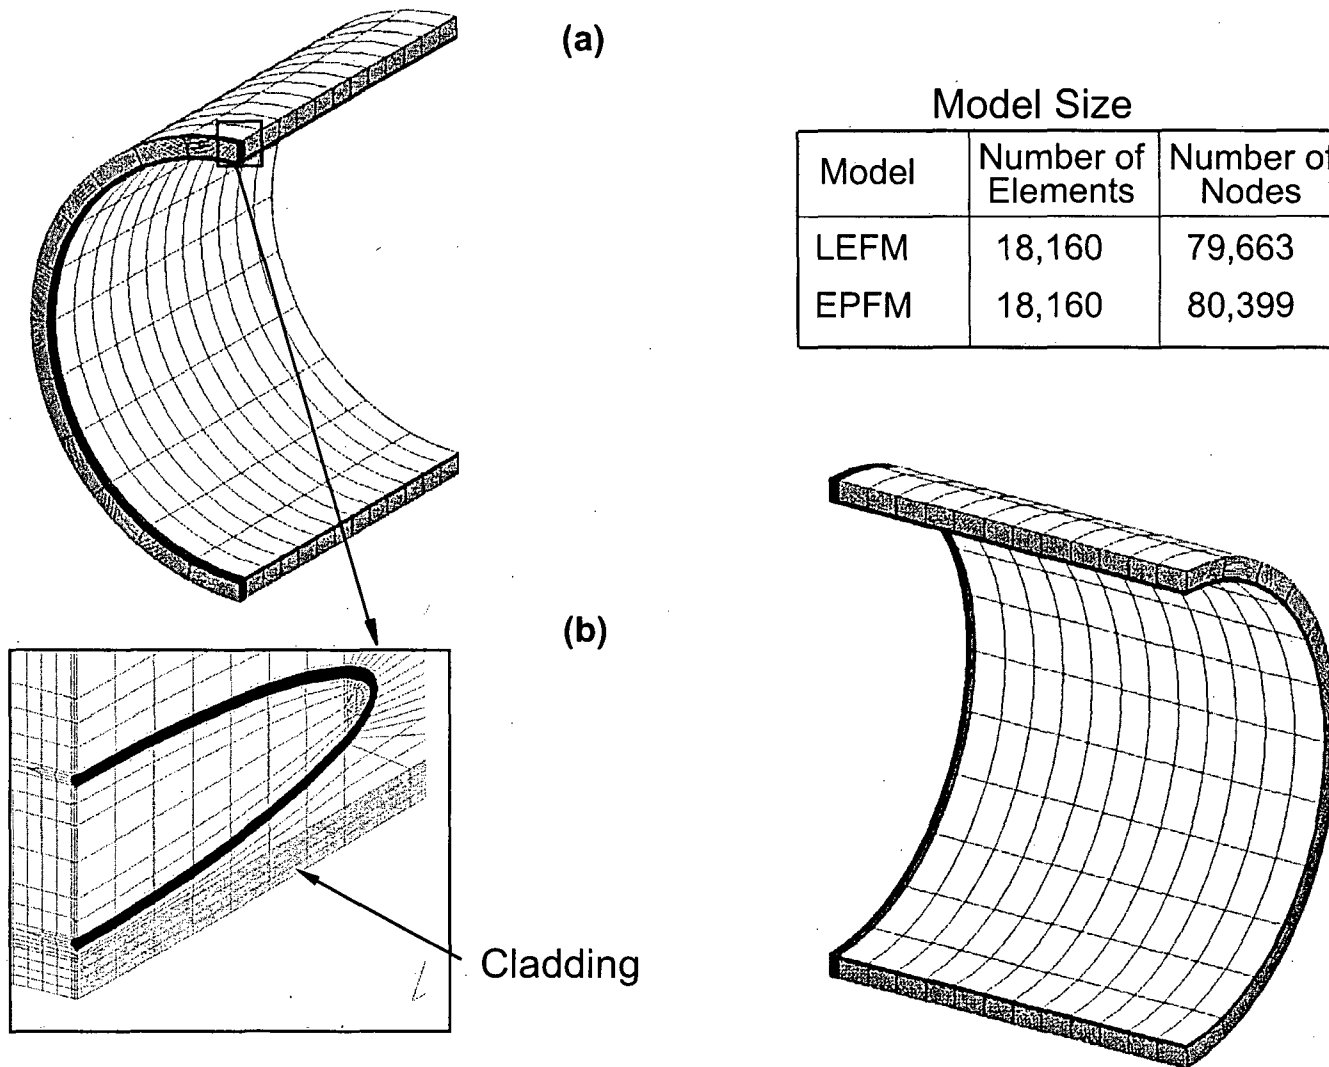 (a)
Model Size
Model
Number of Elements
Number of Nodes
LEFM 18,160 79,663
EPFM 18,160 80,399
(b)
Cladding